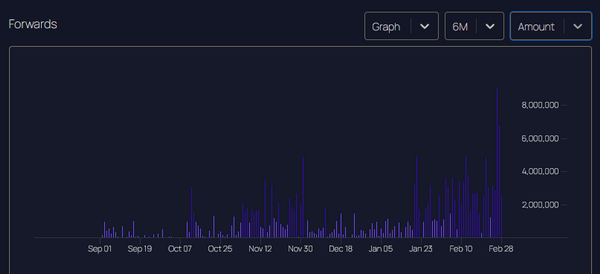 Forwards
Graph
6M
Amount
8,000,000
6,000,000
4,000,000
2,000,000
Sep 01 Sep 19 Oct 07 Oct 25 Nov 12 Nov 30 Dec 18 Jan 05 Jan 23 Feb 10 Feb 28